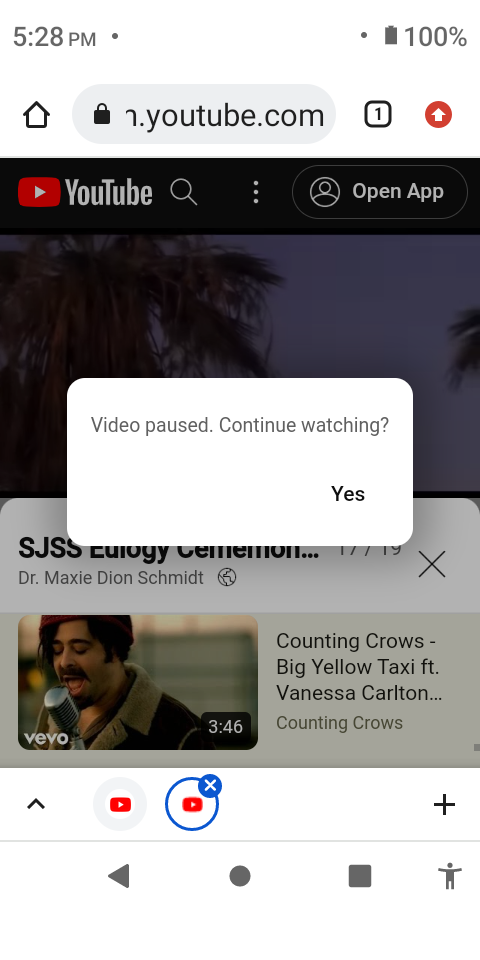 5:28 PM
100%
n.youtube.com
1
YouTube
Open App
Video paused. Continue watching?
Yes
SJSS Eulogy Ceremon... 17 / 19
Dr. Maxie Dion Schmidt
Counting Crows -
Big Yellow Taxi ft.
Vanessa Carlton...
Counting Crows
vevo
3:46